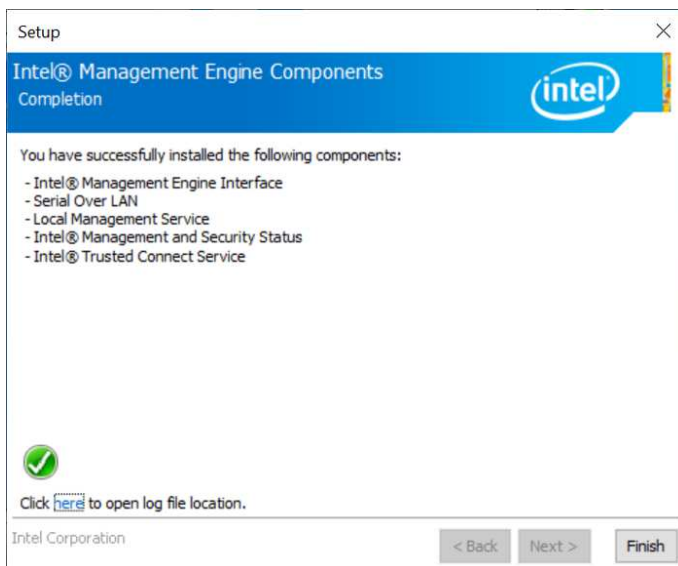 Setup
Intel® Management Engine Components
Completion
intel
You have successfully installed the following components:
- Intel® Management Engine Interface
- Serial Over LAN
- Local Management Service
- Intel® Management and Security Status
- Intel® Trusted Connect Service
Click here to open log file location.
Intel Corporation
< Back Next > Finish